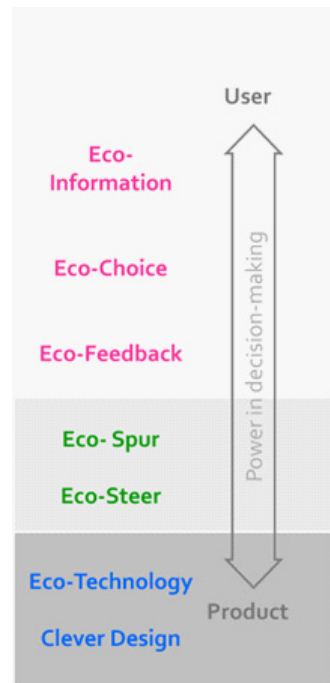 User
Eco-
Information
Eco-Choice
Eco-Feedback
Power in decision-making
Eco- Spur
Eco-Steer
Eco-Technology
Product
Clever Design